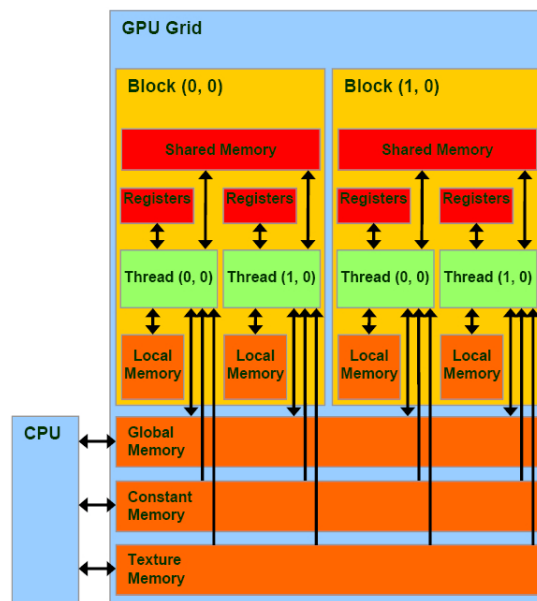 GPU Grid
Block (0, 0)
Block (1, 0)
Shared Memory
Shared Memory
Registers
Registers
Registers
Registers
Thread (0, 0)
Thread (1, 0)
Thread (0, 0)
Thread (1, 0)
Local
Memory
Local
Memory
Local
Memory
Local
Memory
CPU
Global
Memory
Constant
Memory
Texture
Memory